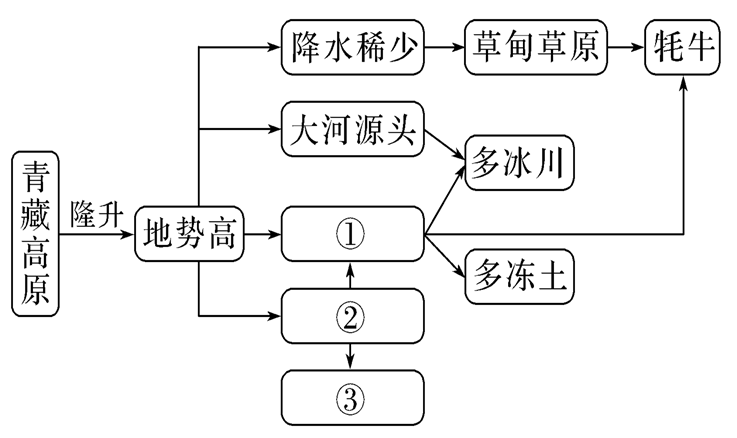 青藏高原
隆升
地势高
降水稀少
草甸草原
牦牛
大河源头
多冰川
①
多冻土
②
③